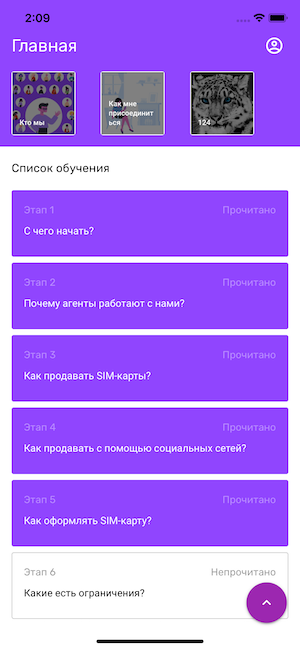 2:09
Главная
Кто мы
Как мне
присоединит
ься
124
Список обучения
Этап 1 Прочитано
С чего начать?
Этап 2 Прочитано
Почему агенты работают с нами?
Этап 3 Прочитано
Как продавать SIM-карты?
Этап 4 Прочитано
Как продавать с помощью социальных сетей?
Этап 5 Прочитано
Как оформлять SIM-карту?
Этап 6 Непрочитано
Какие есть ограничения?